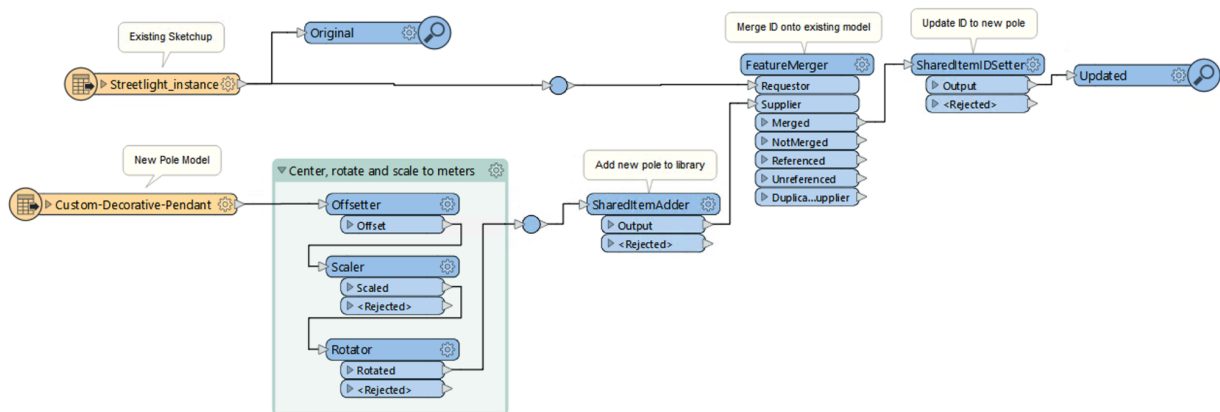 Existing Sketchup
Original
Streetlight_instance
Merge ID onto existing model
FeatureMerger
Requestor
Supplier
Merged
NotMerged
Referenced
Unreferenced
Duplica...upplier
Update ID to new pole
SharedItemIDSetter
Output
<Rejected>
Updated
New Pole Model
Custom-Decorative-Pendant
Center, rotate and scale to meters
Offsetter
Offset
Scaler
Scaled
<Rejected>
Rotator
Rotated
<Rejected>
Add new pole to library
SharedItemAdder
Output
<Rejected>